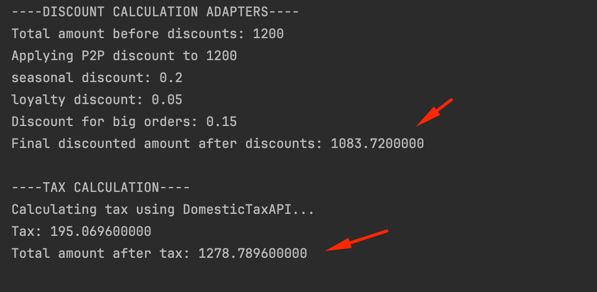 ----DISCOUNT CALCULATION ADAPTERS----
Total amount before discounts: 1200
Applying P2P discount to 1200
seasonal discount: 0.2
loyalty discount: 0.05
Discount for big orders: 0.15
Final discounted amount after discounts: 1083.7200000
----TAX CALCULATION----
Calculating tax using DomesticTaxAPI...
Tax: 195.069600000
Total amount after tax: 1278.789600000